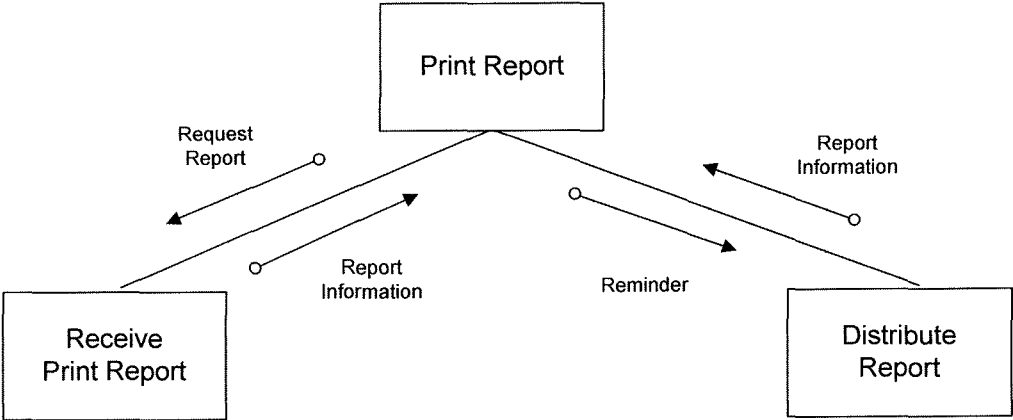 Print Report
Request
Report
Report
Information
Report
Information
Reminder
Receive
Print Report
Distribute
Report